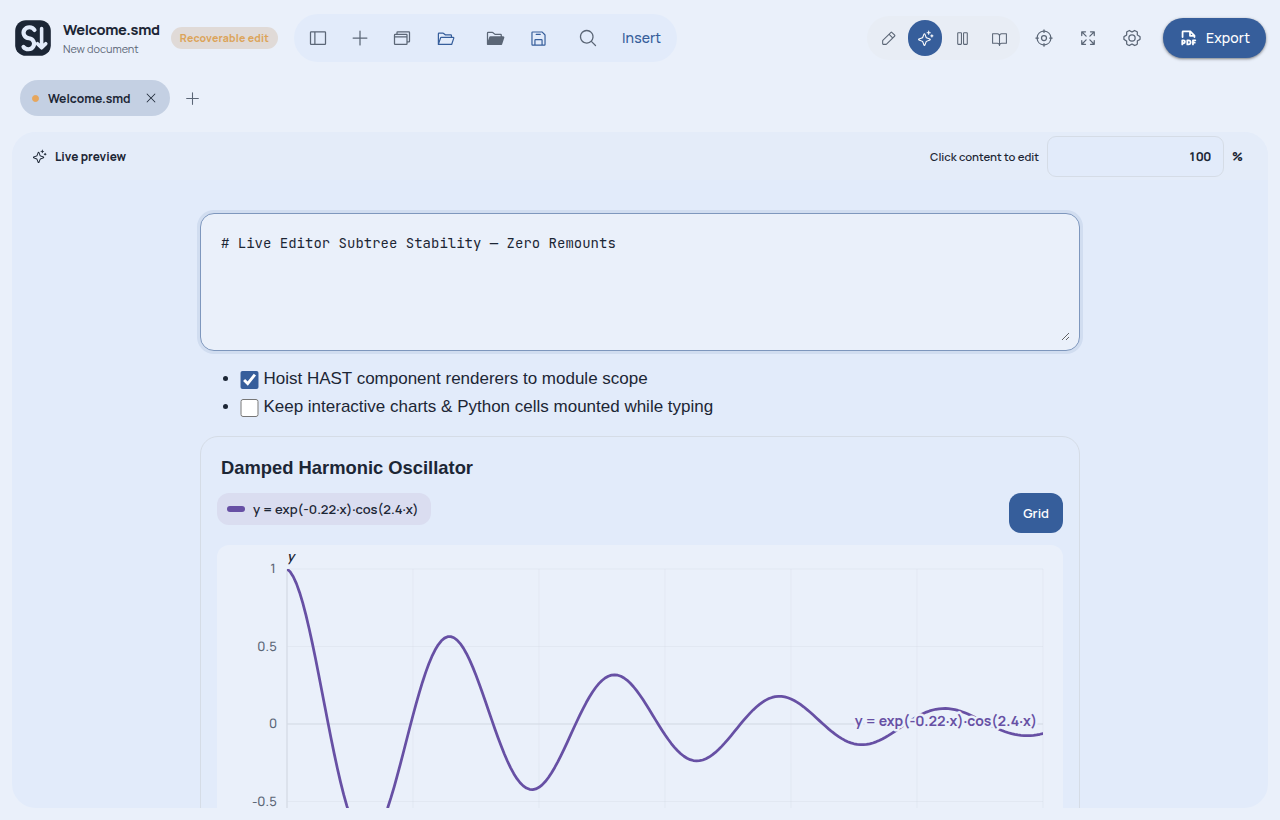 Welcome.smd
New document
Recoverable edit
Insert
PDF
Export
Welcome.smd
Live preview
Click content to edit
100
%
# Live Editor Subtree Stability — Zero Remounts
Hoist HAST component renderers to module scope
Keep interactive charts & Python cells mounted while typing
Damped Harmonic Oscillator
y = exp(-0.22·x)·cos(2.4·x)
Grid
y
1
0.5
0
y = exp(-0.22·x)·cos(2.4·x)
-0.5